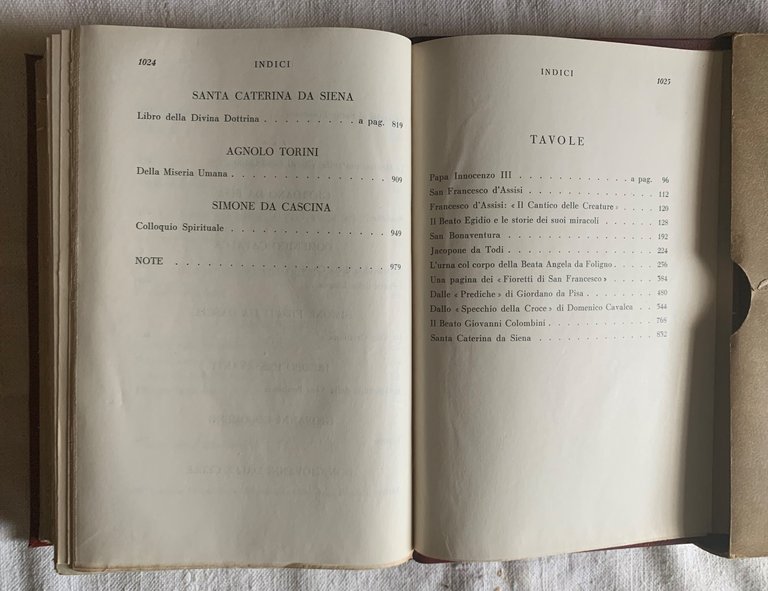 1024
INDICI
SANTA CATERINA DA SIENA
Libro della Divina Dottrina . . . . . . . . . a pag. 819
AGNOLO TORINI
Della Miseria Umana . . . . . . . . . . . . . 909
SIMONE DA CASCINA
Colloquio Spirituale . . . . . . . . . . . . . 949
NOTE . . . . . . . . . . . . . . . . . 979
INDICI
1025
TAVOLE
Papa Innocenzo III . . . . . . . . . . a pag. 96
San Francesco d'Assisi . . . . . . . . . . . 112
Francesco d'Assisi: « Il Cantico delle Creature » . . . . 120
Il Beato Egidio e le storie dei suoi miracoli . . . . . 128
San Bonaventura . . . . . . . . . . . . . 192
Jacopone da Todi . . . . . . . . . . . . . 224
L'urna col corpo della Beata Angela da Foligno . . . . 256
Una pagina dei « Fioretti di San Francesco » . . . . . 384
Dalle « Prediche » di Giordano da Pisa . . . . . . . 480
Dallo « Specchio della Croce » di Domenico Cavalca . . 544
Il Beato Giovanni Colombini . . . . . . . . . . 768
Santa Caterina da Siena . . . . . . . . . . . 832